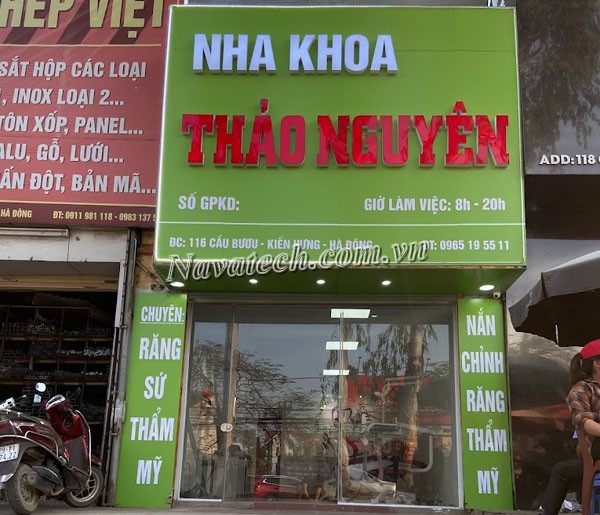 HÉP VIỆT
SẮT HỘP CÁC LOẠI
, INOX LOẠI 2...
TÔN XỐP, PANEL...
ALU, GỖ, LƯỚI...
ẤN ĐỘT, BẢN MÃ...
HÀ ĐÔNG
ĐT: 0911 981 118 - 0983 137 5
NHA KHOA
THẢO NGUYÊN
SỐ GPKD:
GIỜ LÀM VIỆC: 8h - 20h
ĐC: 116 CẦU BƯƠU - KIẾN HƯNG - HÀ ĐÔNG
ĐT: 0965 19 55 11
Navatech.com.vn
ADD: 118
CHUYÊN:
RĂNG
SỨ
THẨM
MỸ
NẮN
CHỈNH
RĂNG
THẨM
MỸ